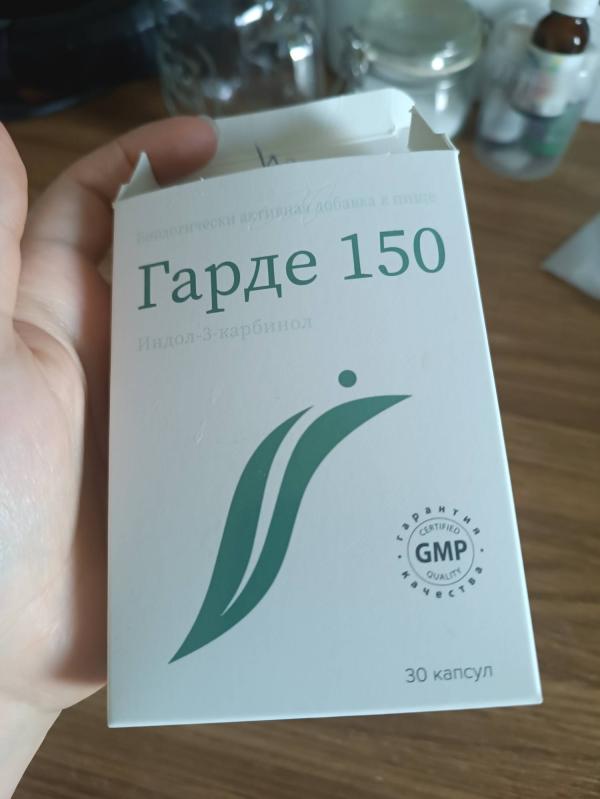 Биологически активная добавка к пище
Гарде 150
Индол-3-карбинол
гарантия
CERTIFIED
GMP
QUALITY
качества
30 капсул